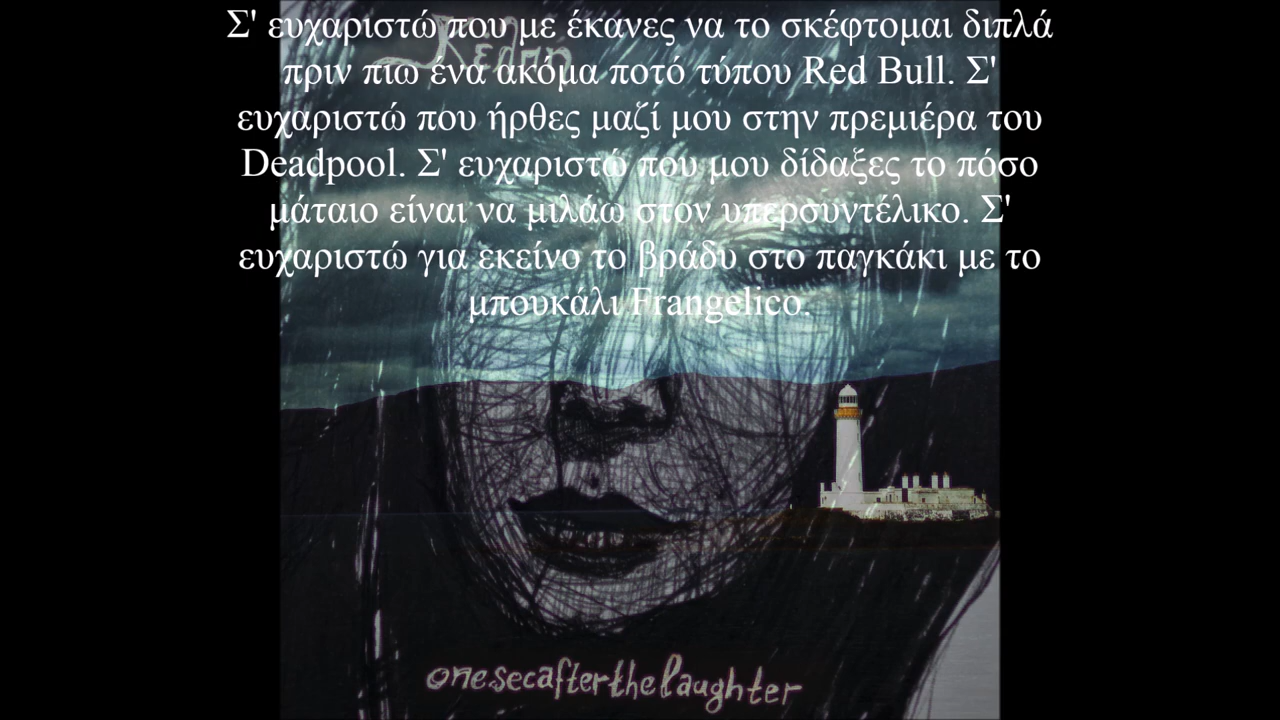 Σ' ευχαριστώ που με έκανες να το σκέφτομαι διπλά
Κέλλη
πριν πιω ένα ακόμα ποτό τύπου Red Bull. Σ'
ευχαριστώ που ήρθες μαζί μου στην πρεμιέρα του
Deadpool. Σ' ευχαριστώ που μου δίδαξες το πόσο
μάταιο είναι να μιλάω στον υπερσυντέλικο. Σ'
ευχαριστώ για εκείνο το βράδυ στο παγκάκι με το
μπουκάλι Frangelico.
onesecafterthelaughter